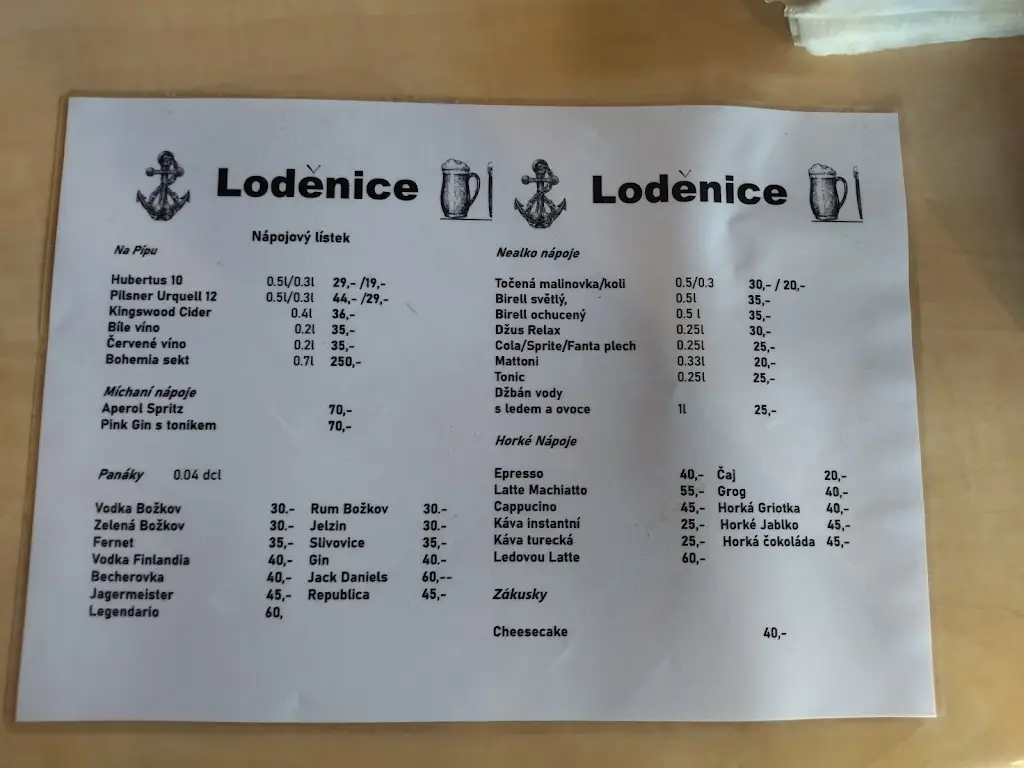 Loděnice
Nápojový lístek
Na Pípu
Hubertus 10 0.5l/0.3l 29,- /19,-
Pilsner Urquell 12 0.5l/0.3l 44,- /29,-
Kingswood Cider 0.4l 36,-
Bíle víno 0.2l 35,-
Červené víno 0.2l 35,-
Bohemia sekt 0.7l 250,-
Míchaní nápoje
Aperol Spritz 70,-
Pink Gin s tonikem 70,-
Panáky 0.04 dcl
Vodka Božkov 30.- Rum Božkov 30.-
Zelená Božkov 30.- Jelzin 30.-
Fernet 35,- Slivovice 35,-
Vodka Finlandia 40,- Gin 40.-
Becherovka 40,- Jack Daniels 60,--
Jagermeister 45,- Republica 45,-
Legendario 60,
Loděnice
Nealko nápoje
Točená malinovka/koli 0.5/0.3 30,- / 20,-
Birell světlý, 0.5l 35,-
Birell ochucený 0.5 l 35,-
Džus Relax 0.25l 30,-
Cola/Sprite/Fanta plech 0.25l 25,-
Mattoni 0.33l 20,-
Tonic 0.25l 25,-
Džbán vody
s ledem a ovoce 1l 25,-
Horké Nápoje
Epresso 40,- Čaj 20,-
Latte Machiatto 55,- Grog 40,-
Cappucino 45,- Horká Griotka 40,-
Káva instantní 25,- Horké Jablko 45,-
Káva turecká 25,- Horká čokoláda 45,-
Ledovou Latte 60,-
Zákusky
Cheesecake 40,-